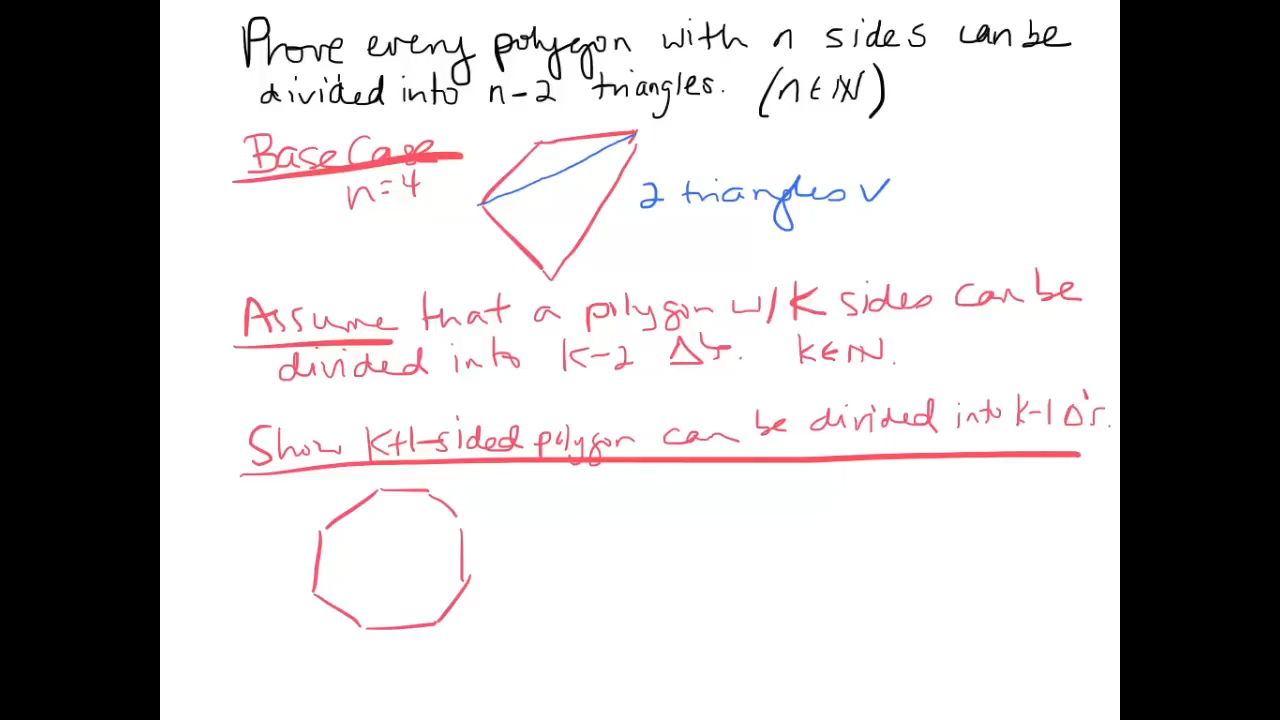 Prove every polygon with n sides can be
divided into n-2 triangles. (n∈ℕ)
Base Case
n=4
2 triangles ✓
Assume that a polygon w/ K sides can be
divided into K-2 Δ's. k∈ℕ.
Show K+1-sided polygon can be divided into k-1 Δ's.